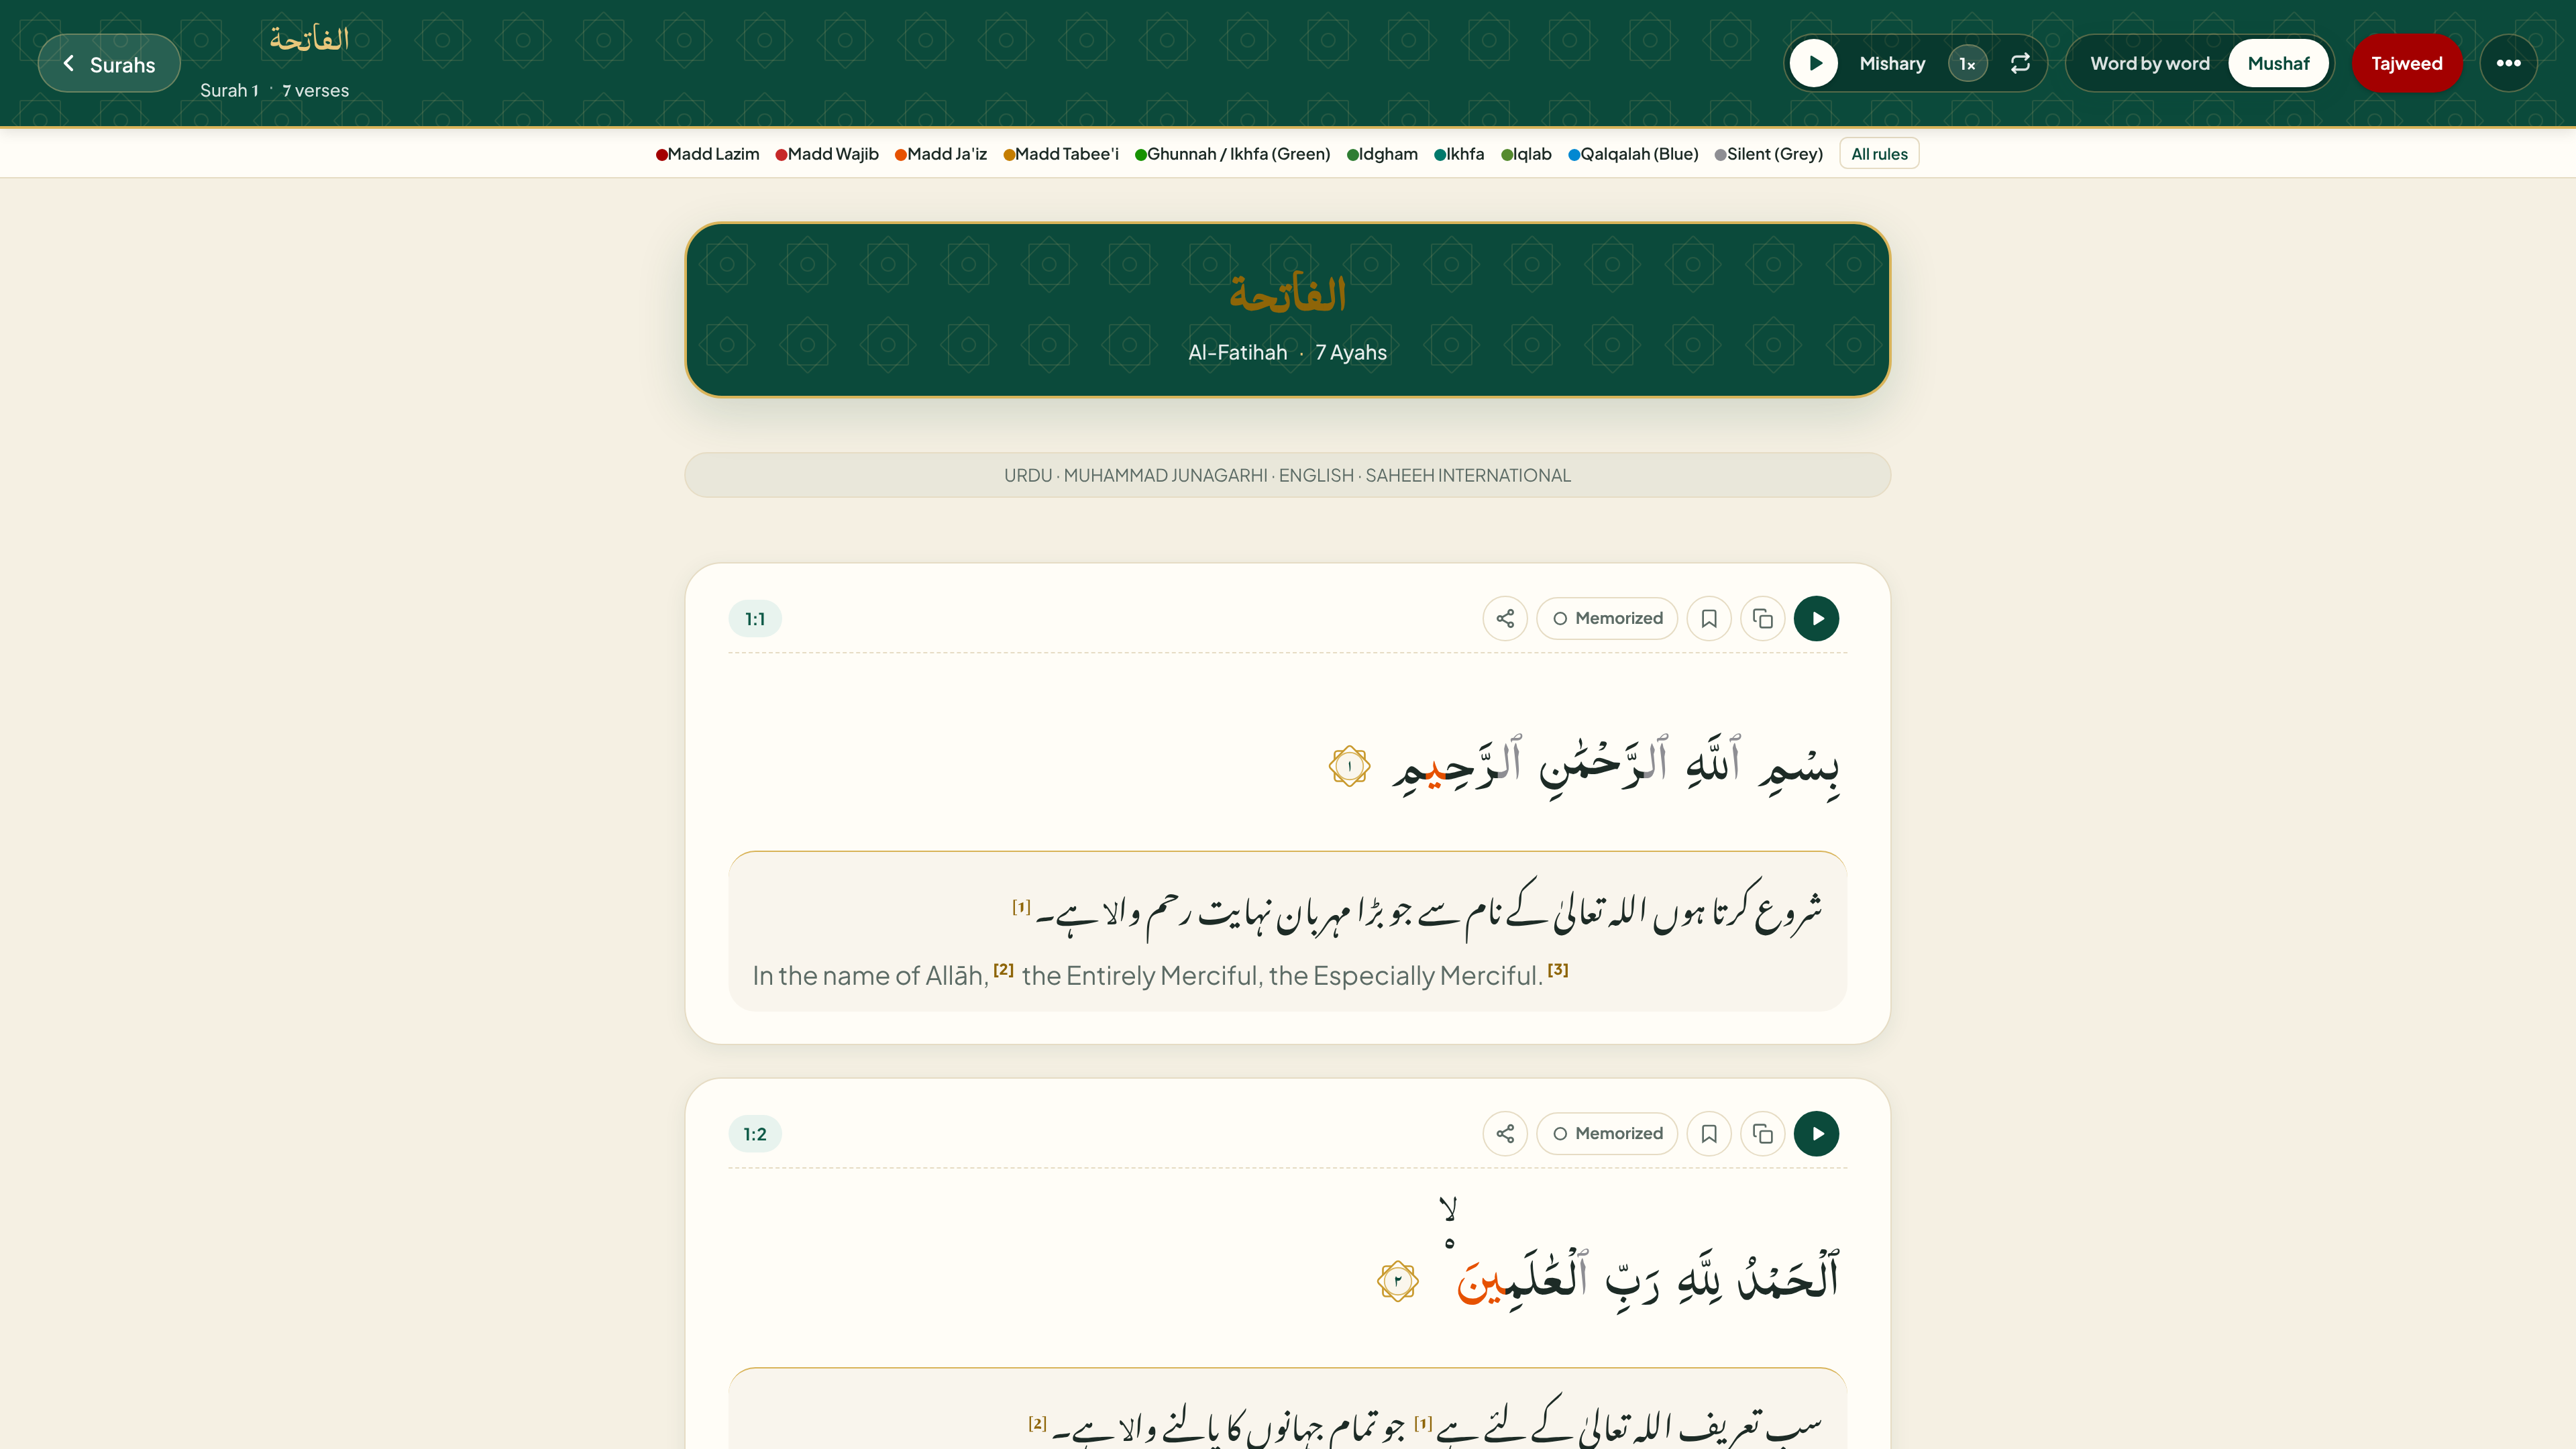 Surahs
الفاتحة
Surah 1 · 7 verses
Mishary 1× Word by word Mushaf Tajweed
Madd Lazim Madd Wajib Madd Ja'iz Madd Tabee'i Ghunnah / Ikhfa (Green) Idgham Ikhfa Iqlab Qalqalah (Blue) Silent (Grey) All rules
الفاتحة
Al-Fatihah · 7 Ayahs
URDU · MUHAMMAD JUNAGARHI · ENGLISH · SAHEEH INTERNATIONAL
1:1 Memorized
بِسْمِ ٱللَّهِ ٱلرَّحْمَٰنِ ٱلرَّحِيمِ ١
شروع کرتا ہوں اللہ تعالیٰ کے نام سے جو بڑا مہربان نہایت رحم والا ہے۔ [1]
In the name of Allāh,[2] the Entirely Merciful, the Especially Merciful.[3]
1:2 Memorized
ٱلْحَمْدُ لِلَّهِ رَبِّ ٱلْعَٰلَمِينَ ۙ ٢
سب تعریف اللہ تعالیٰ کے لئے ہے [1] جو تمام جہانوں کا پالنے والا ہے۔ [2]